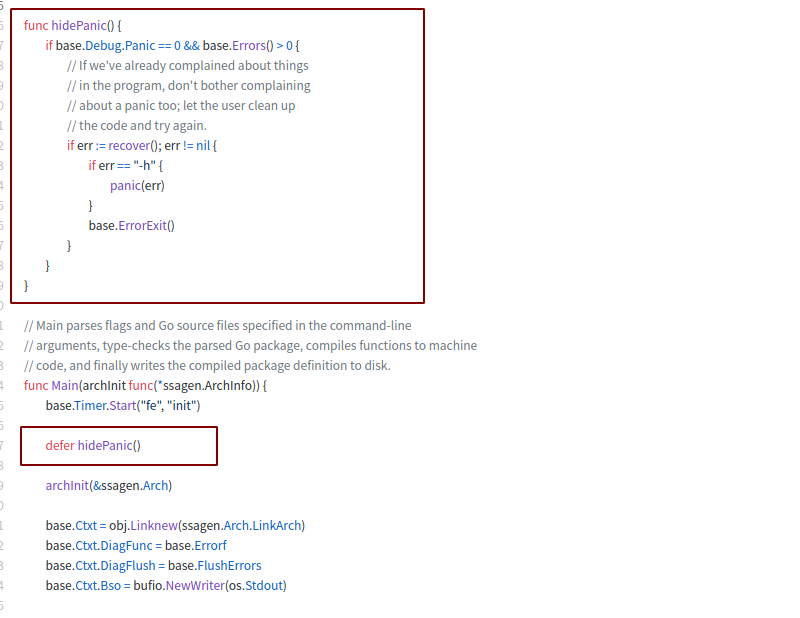 func hidePanic() {
if base.Debug.Panic == 0 && base.Errors() > 0 {
// If we've already complained about things
// in the program, don't bother complaining
// about a panic too; let the user clean up
// the code and try again.
if err := recover(); err != nil {
if err == "-h" {
panic(err)
}
base.ErrorExit()
}
}
}
// Main parses flags and Go source files specified in the command-line
// arguments, type-checks the parsed Go package, compiles functions to machine
// code, and finally writes the compiled package definition to disk.
func Main(archInit func(*ssagen.ArchInfo)) {
base.Timer.Start("fe", "init")
defer hidePanic()
archInit(&ssagen.Arch)
base.Ctxt = obj.Linknew(ssagen.Arch.LinkArch)
base.Ctxt.DiagFunc = base.Errorf
base.Ctxt.DiagFlush = base.FlushErrors
base.Ctxt.Bso = bufio.NewWriter(os.Stdout)